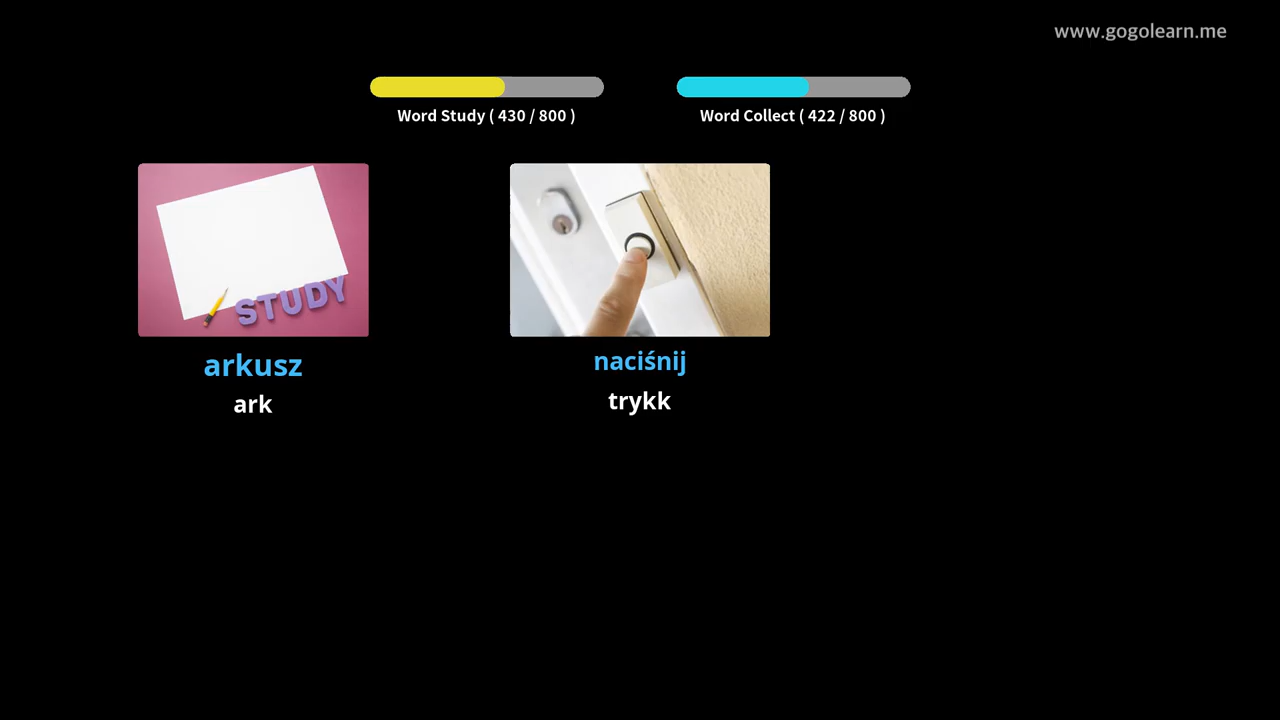 www.gogolearn.me
Word Study ( 430 / 800 )
Word Collect ( 422 / 800 )
STUDY
arkusz
ark
naciśnij
trykk